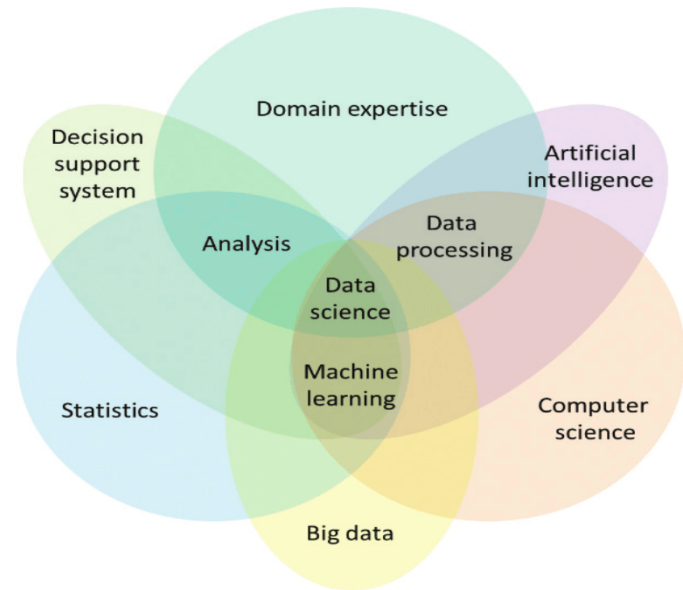 Domain expertise
Decision
support
system
Artificial
intelligence
Analysis
Data
processing
Data
science
Machine
learning
Statistics
Computer
science
Big data